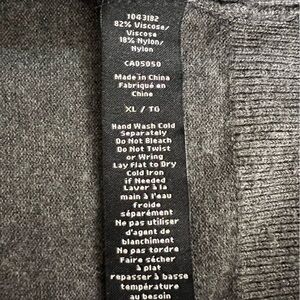 1043182
82% Viscose/
Viscose
18% Nylon/
Nylon
CA05050
Made in China
Fabriqué en
Chine
XL / TG
Hand Wash Cold
Separately
Do Not Bleach
Do Not Twist
or Wring
Lay Flat to Dry
Cold Iron
if Needed
Laver à la
main à l'eau
froide
séparément
Ne pas utiliser
d'agent de
blanchiment
Ne pas tordre
Faire sécher
à plat
repasser à basse
température
au besoin